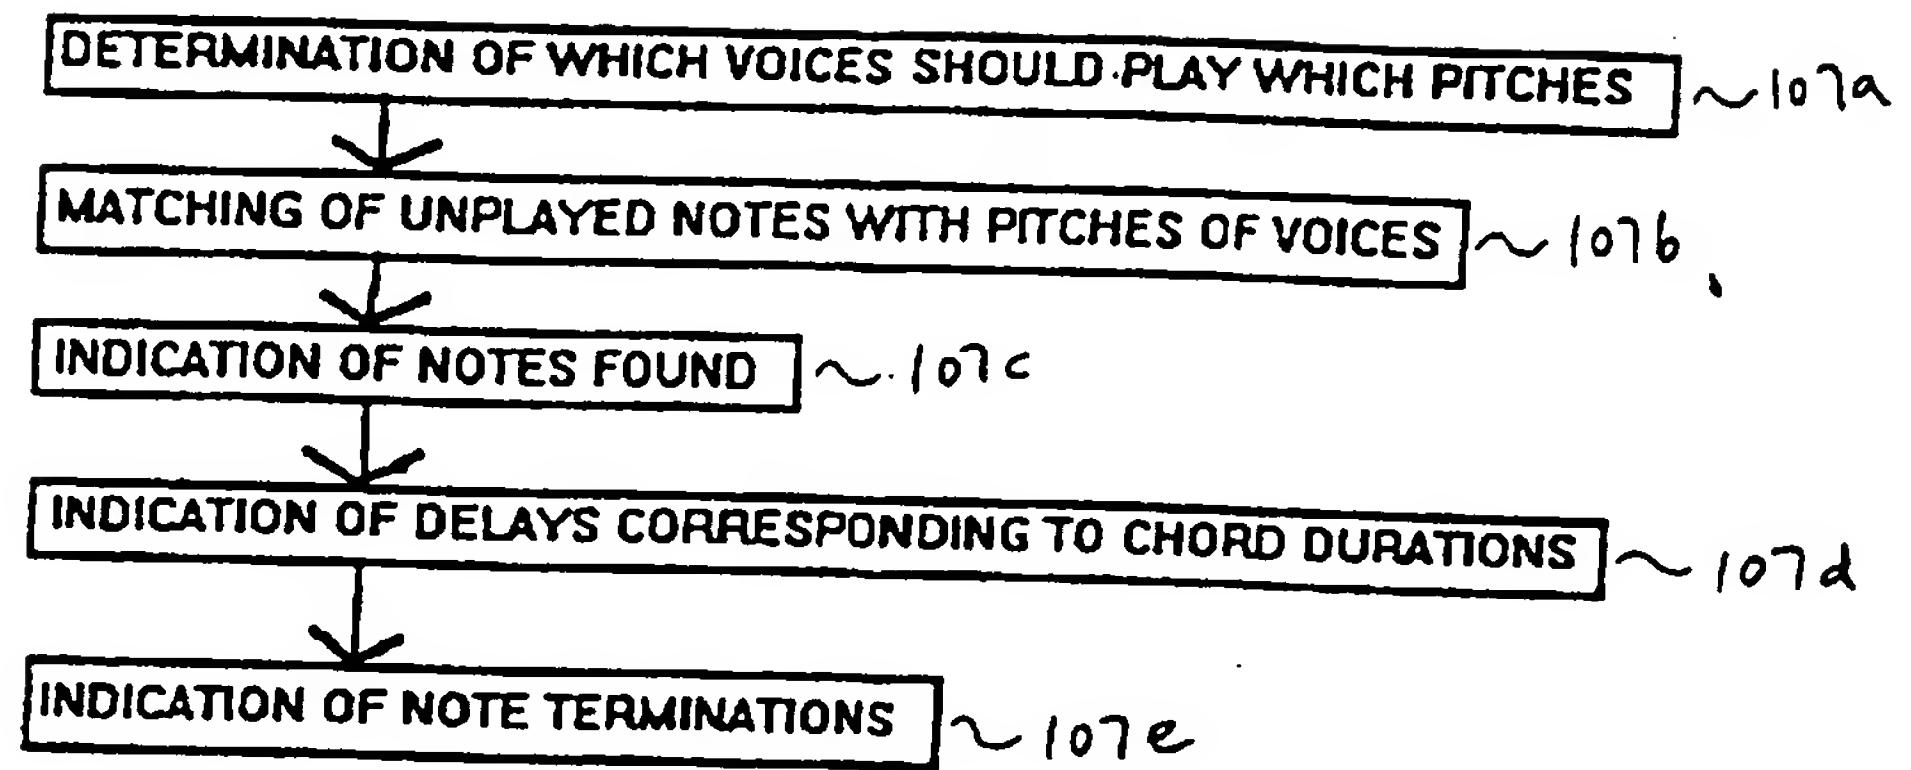 DETERMINATION OF WHICH VOICES SHOULD PLAY WHICH PITCHES 107a
MATCHING OF UNPLAYED NOTES WITH PITCHES OF VOICES 107b
INDICATION OF NOTES FOUND 107c
INDICATION OF DELAYS CORRESPONDING TO CHORD DURATIONS 107d
INDICATION OF NOTE TERMINATIONS 107e